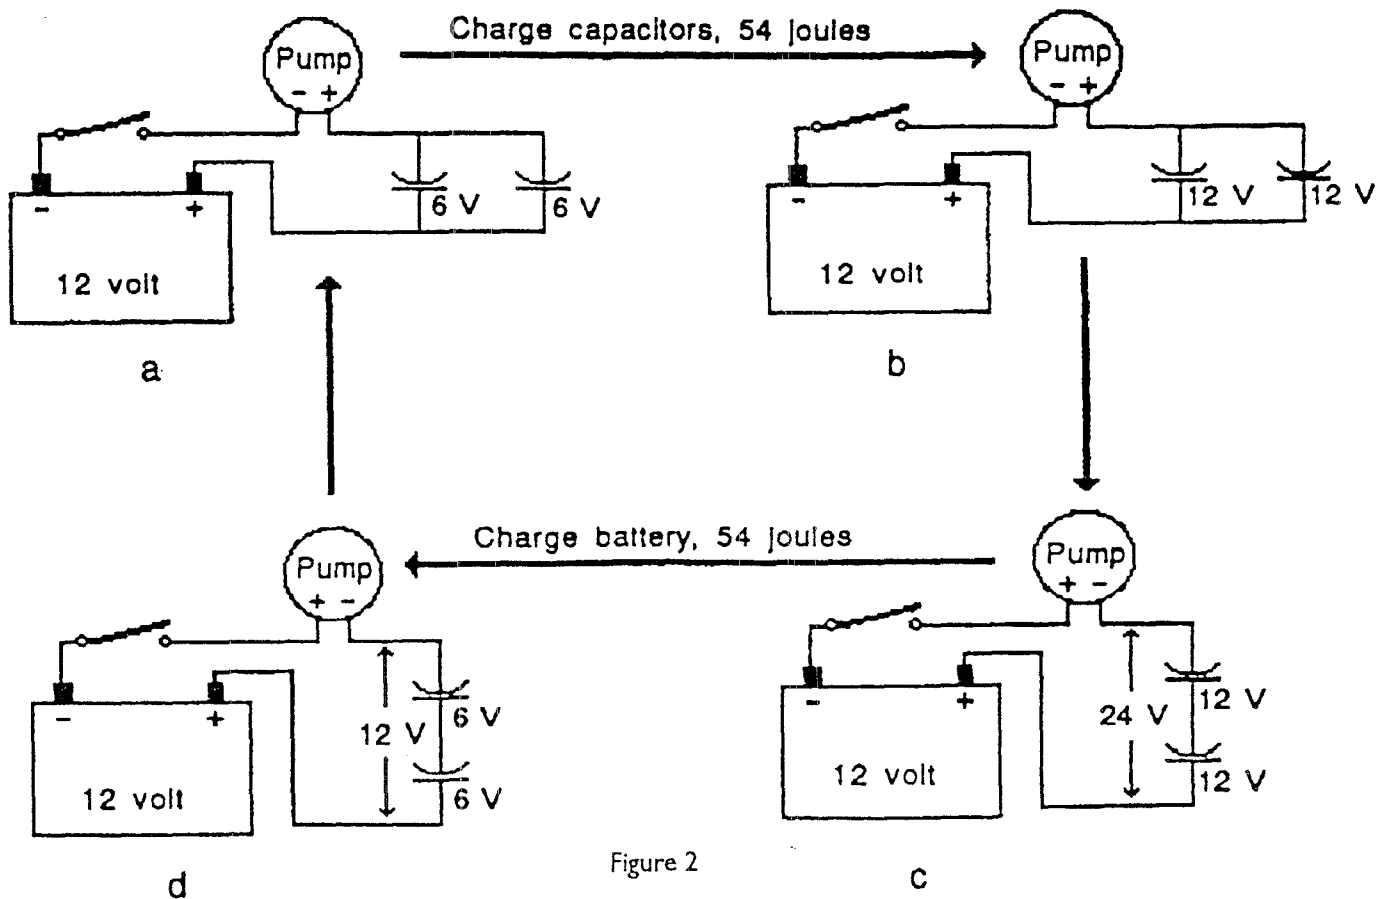 Charge capacitors, 54 joules
Pump
- +
6 V 6 V
- +
12 volt
a
Pump
- +
12 V 12 V
- +
12 volt
b
Charge battery, 54 joules
Pump
+ -
12 V
6 V
6 V
- +
12 volt
d
Pump
+ -
24 V
12 V
12 V
- +
12 volt
c
Figure 2